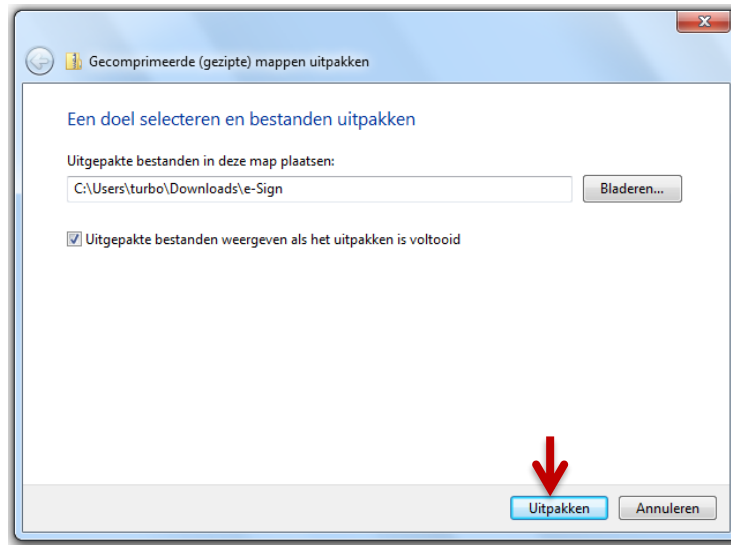 Gecomprimeerde (gezipte) mappen uitpakken
Een doel selecteren en bestanden uitpakken
Uitgepakte bestanden in deze map plaatsen:
C:\Users\turbo\Downloads\e-Sign
Bladeren...
Uitgepakte bestanden weergeven als het uitpakken is voltooid
Uitpakken
Annuleren